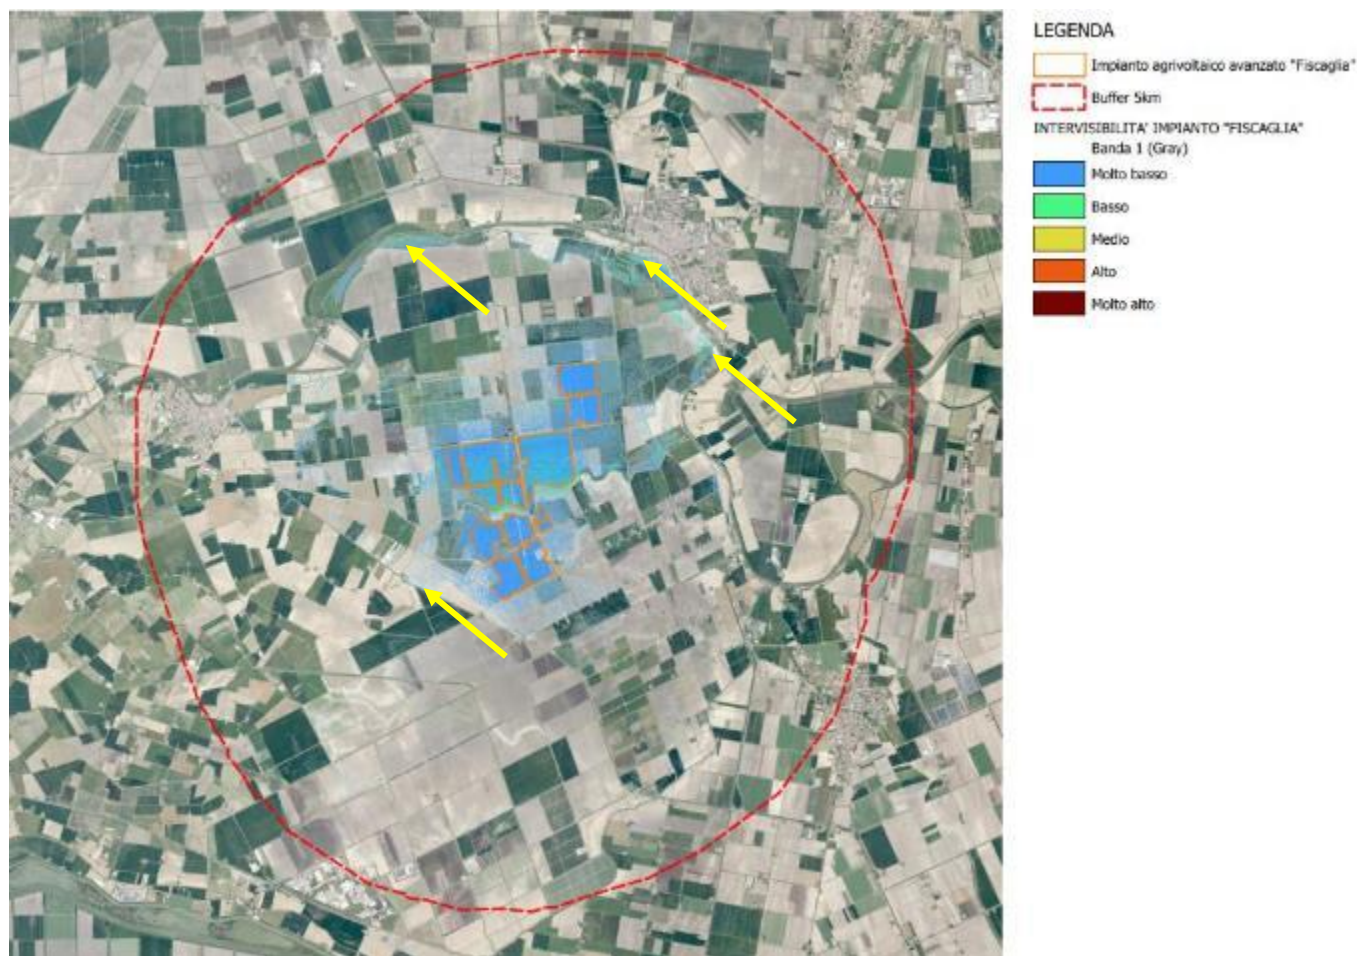 LEGENDA
Impianto agrivoltaico avanzato "Fiscaglia"
Buffer 5km
INTERVISIBILITA' IMPIANTO "FISCAGLIA"
Banda 1 (Gray)
Molto basso
Basso
Medio
Alto
Molto alto